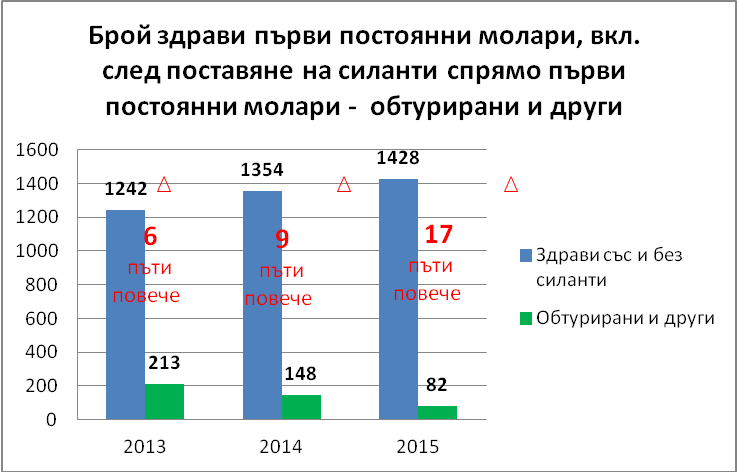 Брой здрави първи постоянни молари, вкл.
след поставяне на силанти спрямо първи
постоянни молари - обтурирани и други
1600
1400
1200
1000
800
600
400
200
0
1242
1354
1428
Δ
Δ
Δ
6
пъти
повече
9
пъти
повече
17
пъти
повече
213
148
82
2013
2014
2015
Здрави със и без
силанти
Обтурирани и други